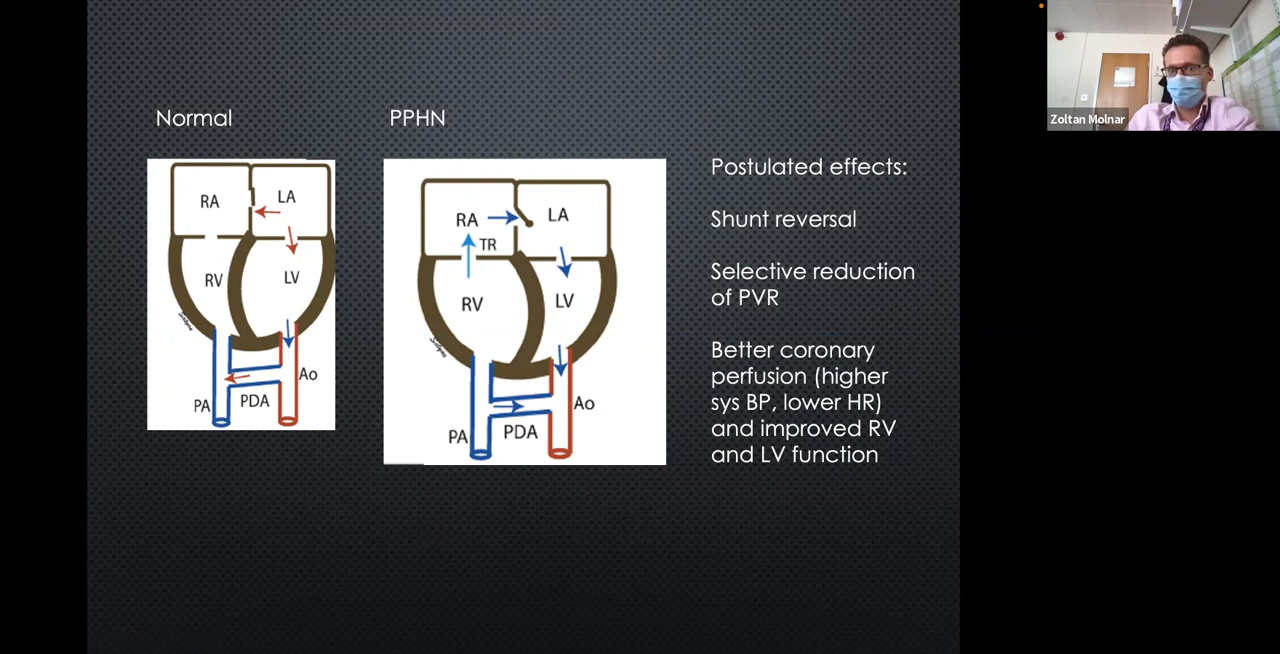 Normal
PPHN
RA
LA
RV
LV
Ao
PA
PDA
RA
LA
TR
RV
LV
Ao
PA
PDA
Postulated effects:
Shunt reversal
Selective reduction
of PVR
Better coronary
perfusion (higher
sys BP, lower HR)
and improved RV
and LV function
Zoltan Molnar